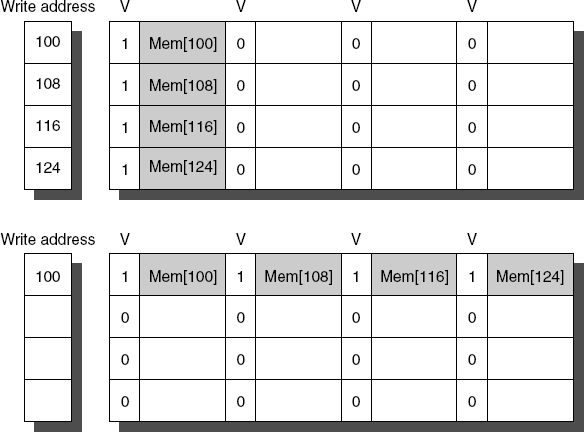 Write address V V V V
100 1 Mem[100] 0 0 0
108 1 Mem[108] 0 0 0
116 1 Mem[116] 0 0 0
124 1 Mem[124] 0 0 0
Write address V V V V
100 1 Mem[100] 1 Mem[108] 1 Mem[116] 1 Mem[124]
0 0 0 0
0 0 0 0
0 0 0 0